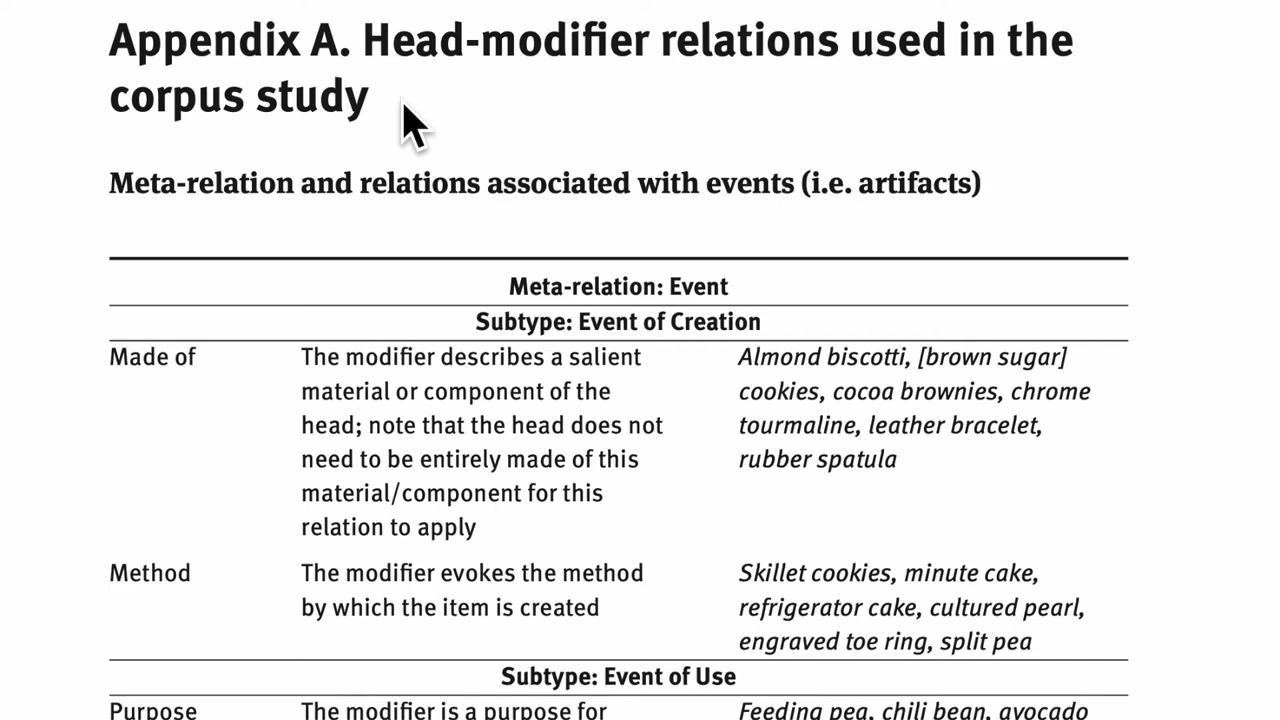 Appendix A. Head-modifier relations used in the
corpus study
Meta-relation and relations associated with events (i.e. artifacts)
Meta-relation: Event
Subtype: Event of Creation
Made of
The modifier describes a salient
material or component of the
head; note that the head does not
need to be entirely made of this
material/component for this
relation to apply
Almond biscotti, [brown sugar]
cookies, cocoa brownies, chrome
tourmaline, leather bracelet,
rubber spatula
Method
The modifier evokes the method
by which the item is created
Skillet cookies, minute cake,
refrigerator cake, cultured pearl,
engraved toe ring, split pea
Subtype: Event of Use
Purpose
The modifier is a purpose for
Feeding pea, chili bean, avocado